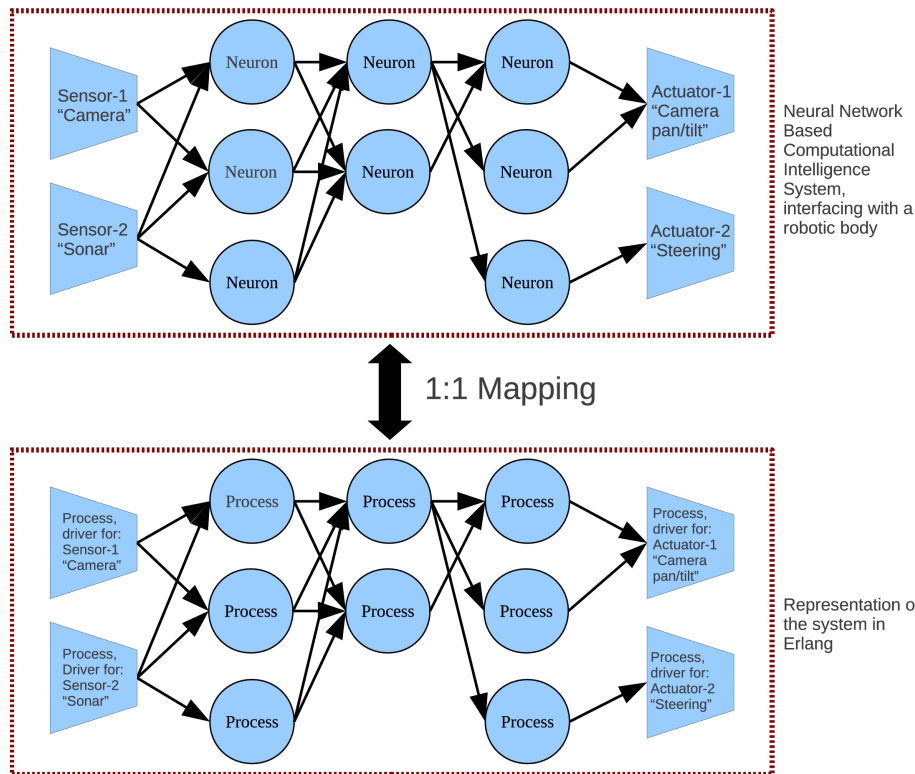 Sensor-1
“Camera”
Sensor-2
“Sonar”
Neuron
Neuron
Neuron
Neuron
Neuron
Neuron
Neuron
Neuron
Actuator-1
“Camera
pan/tilt”
Actuator-2
“Steering”
Neural Network
Based
Computational
Intelligence
System,
interfacing with a
robotic body
1:1 Mapping
Process,
driver for:
Sensor-1
“Camera”
Process,
Driver for:
Sensor-2
“Sonar”
Process
Process
Process
Process
Process
Process
Process
Process
Process,
driver for:
Actuator-1
“Camera
pan/tilt”
Process,
driver for:
Actuator-2
“Steering”
Representation o
the system in
Erlang